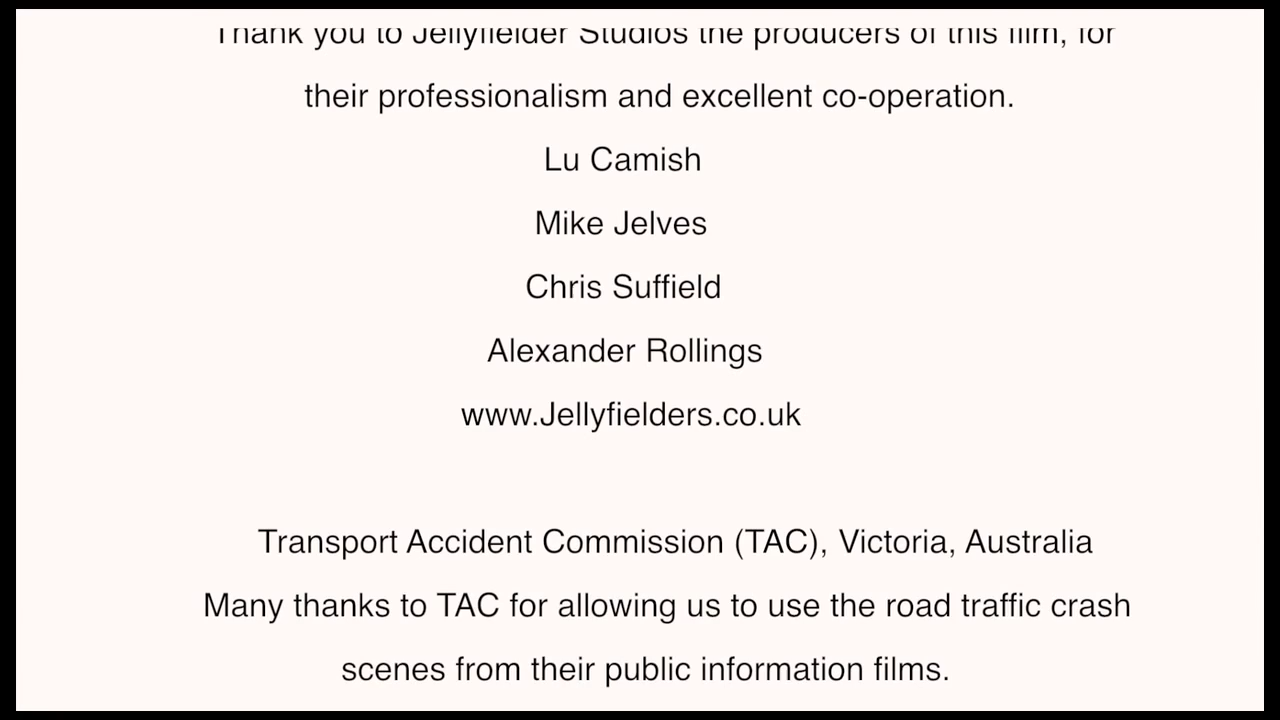 Thank you to Jellyfielder Studios the producers of this film, for
their professionalism and excellent co-operation.
Lu Camish
Mike Jelves
Chris Suffield
Alexander Rollings
www.Jellyfielders.co.uk
Transport Accident Commission (TAC), Victoria, Australia
Many thanks to TAC for allowing us to use the road traffic crash
scenes from their public information films.